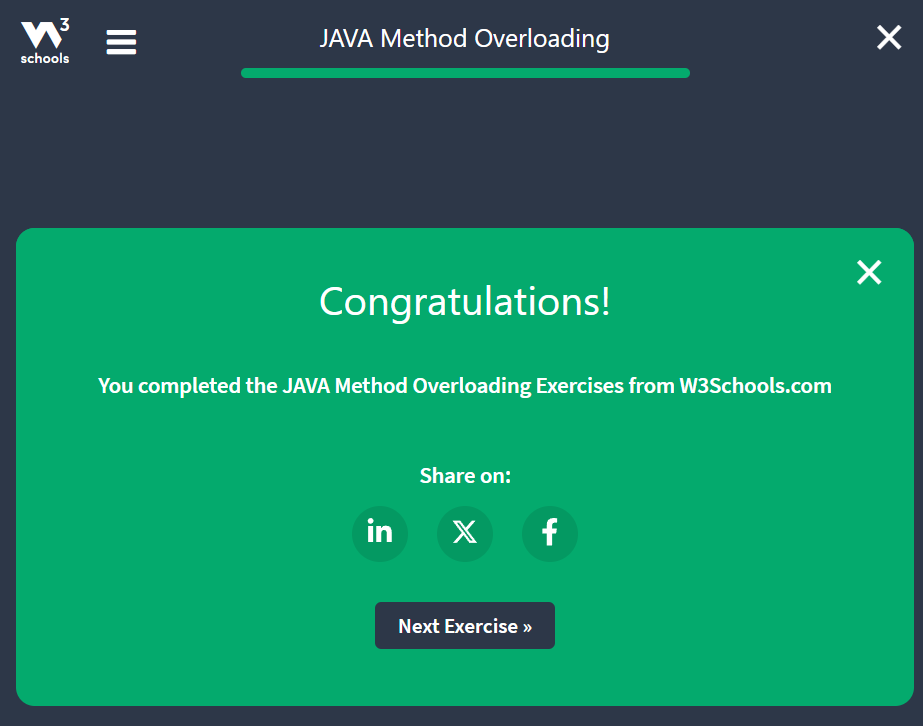 W3
schools
JAVA Method Overloading
Congratulations!
You completed the JAVA Method Overloading Exercises from W3Schools.com
Share on:
in
X
f
Next Exercise »